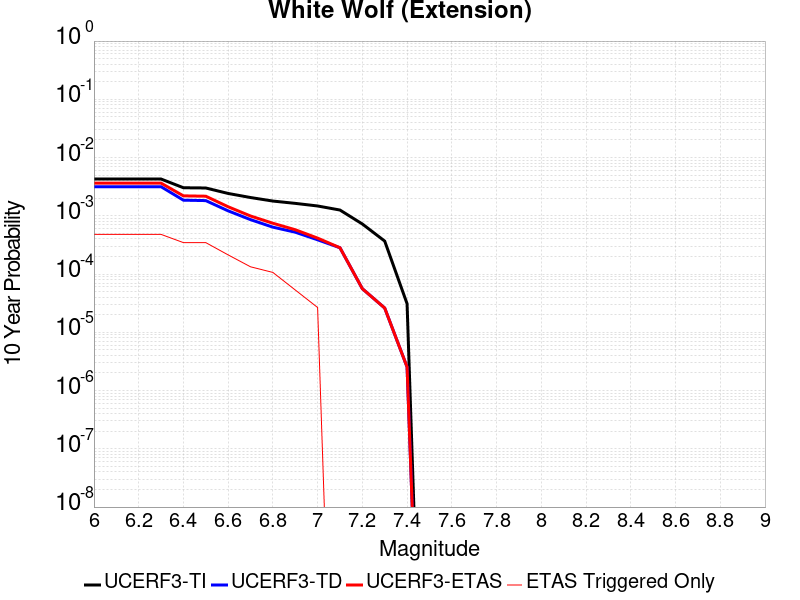 White Wolf (Extension)
10 0
10 -1
10 -2
10 -3
10 -4
10 -5
10 -6
10 -7
10 -8
10 Year Probability
6 6.2 6.4 6.6 6.8 7 7.2 7.4 7.6 7.8 8 8.2 8.4 8.6 8.8 9
Magnitude
UCERF3-TI UCERF3-TD UCERF3-ETAS ETAS Triggered Only